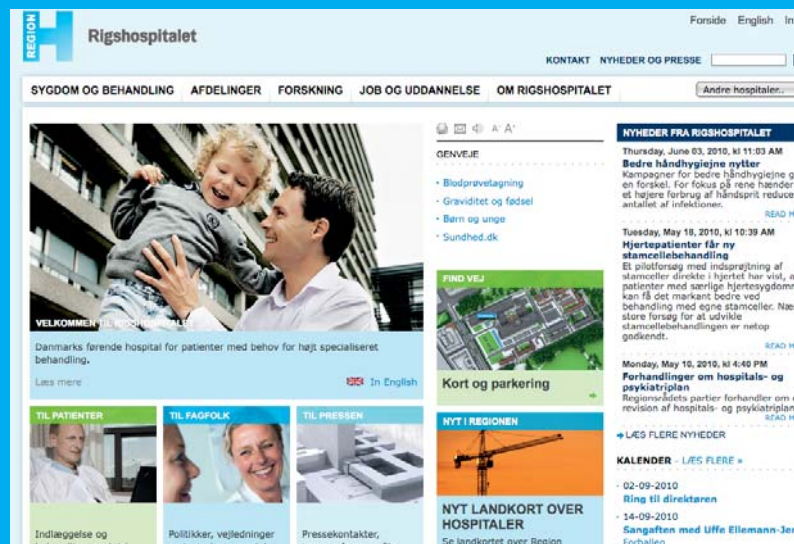 REGION
Rigshospitalet
Forside English
KONTAKT NYHEDER OG PRESSE
SYGDOM OG BEHANDLING AFDELINGER FORSKNING JOB OG UDDANNELSE OM RIGSHOSPITALET
Andre hospitaler..
VELKOMMEN TIL RIGSHOSPITALET
Danmarks førende hospital for patienter med behov for højt specialiseret
behandling.
Læs mere
In English
TIL PATIENTER
Indlæggelse og
TIL FAGFOLK
Politikker, vejledninger
TIL PRESSEN
Pressekontakter,
A- A+
GENVEJE
Blodprøvetagning
Graviditet og fødsel
Børn og unge
Sundhed.dk
FIND VEJ
Kort og parkering
NYT I REGIONEN
NYT LANDKORT OVER
HOSPITALER
Se landkortet over Region
NYHEDER FRA RIGSHOSPITALET
Thursday, June 03, 2010, kl 11:03 AM
Bedre håndhygiejne nytter
Kampagner for bedre håndhygiejne
en forskel. For fokus på rene hænder
et højere forbrug af håndsprit
antallet af infektioner.
READ
Tuesday, May 18, 2010, kl 10:39 AM
Hjertepatienter får ny
stamcellebehandling
Et pilotforsøg med indsprøjtning af
stamceller direkte i hjertet har vist,
patienter med særlige
kan få det markant bedre ved
behandling med egne stamceller.
store forsøg for at udvikle
stamcellebehandlingen er netop
godkendt.
READ
Monday, May 10, 2010, kl 4:40 PM
Forhandlinger om hospitals- og
psykiatriplan
Regionsrådets partier forhandler om
revision af hospitals- og
READ
LÆS FLERE NYHEDER
KALENDER - LÆS FLERE »
02-09-2010
Ring til direktøren
14-09-2010
Sangaften med Uffe
Forhallen